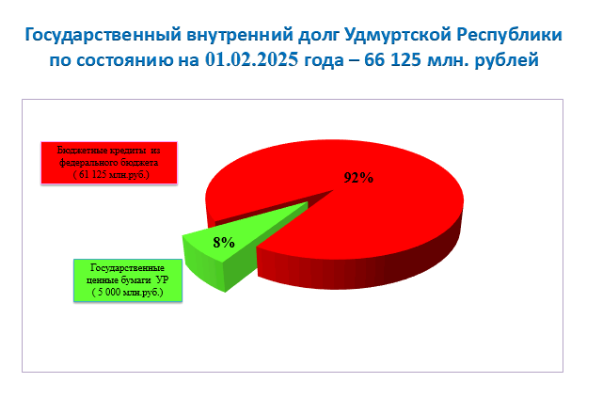 Государственный внутренний долг Удмуртской Республики
по состоянию на 01.02.2025 года – 66 125 млн. рублей
Бюджетные кредиты из
федерального бюджета
( 61 125 млн.руб.)
92%
8%
Государственные
ценные бумаги УР
( 5 000 млн.руб.)